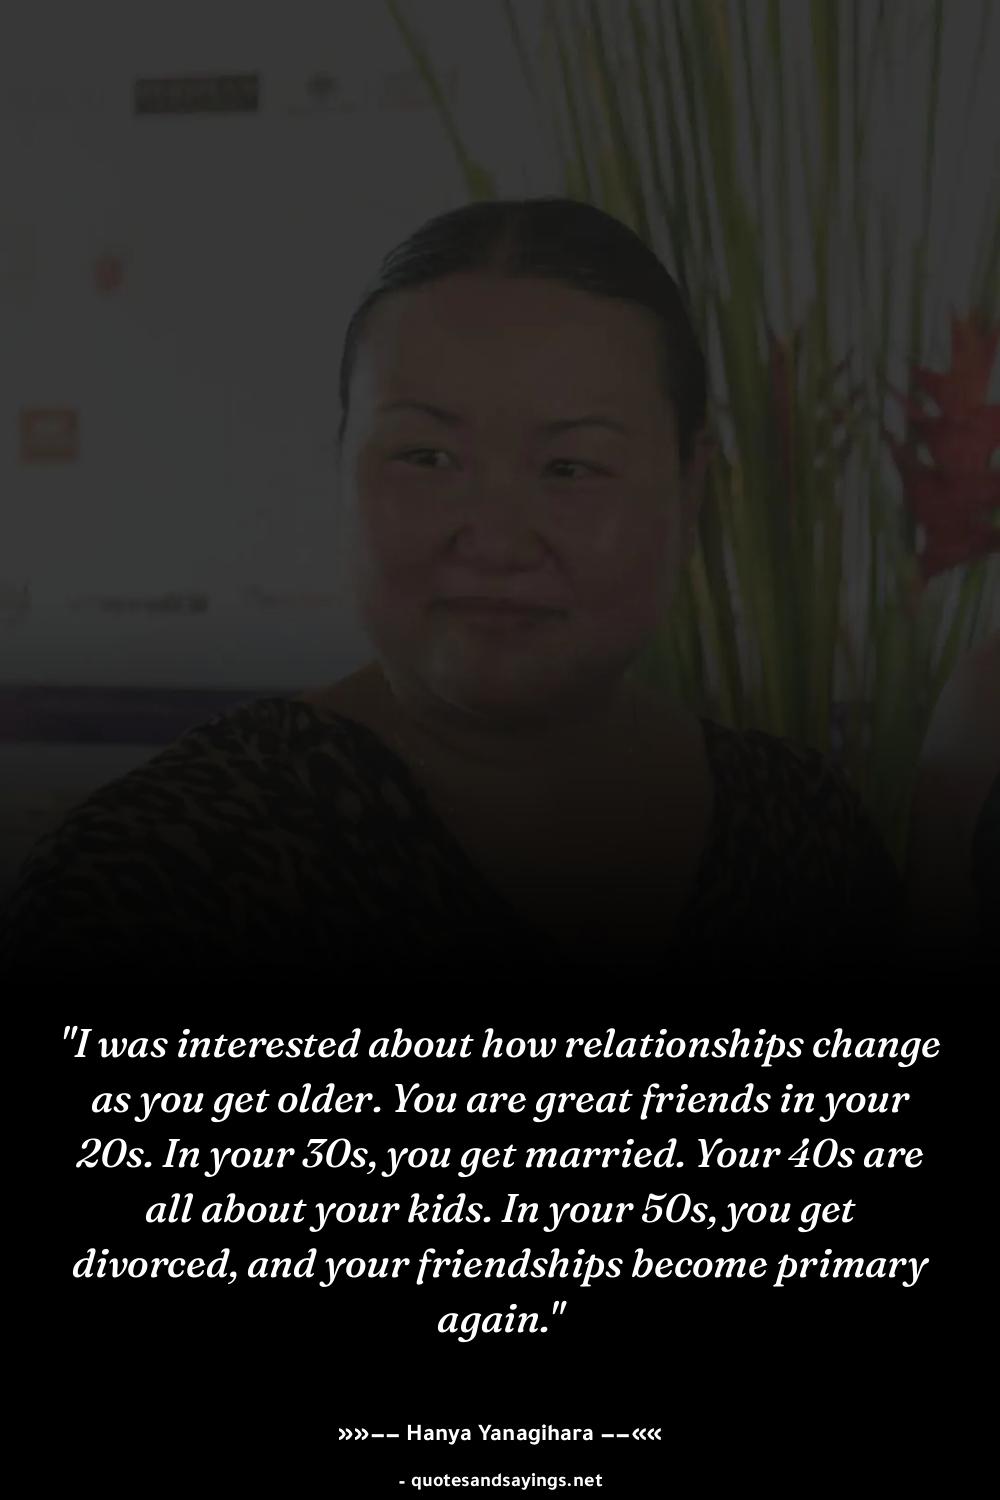 "I was interested about how relationships change
as you get older. You are great friends in your
20s. In your 30s, you get married. Your 40s are
all about your kids. In your 50s, you get
divorced, and your friendships become primary
again."
»»–– Hanya Yanagihara ––««
- quotesandsayings.net